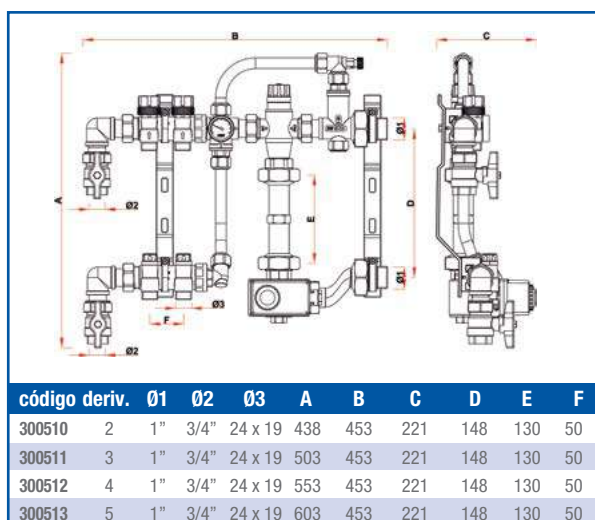 B
C
A
Ø1
Ø2
E
D
Ø3
Ø1
F
Ø2
código deriv. Ø1 Ø2 Ø3 A B C D E F
300510 2 1” 3/4” 24 x 19 438 453 221 148 130 50
300511 3 1” 3/4” 24 x 19 503 453 221 148 130 50
300512 4 1” 3/4” 24 x 19 553 453 221 148 130 50
300513 5 1” 3/4” 24 x 19 603 453 221 148 130 50